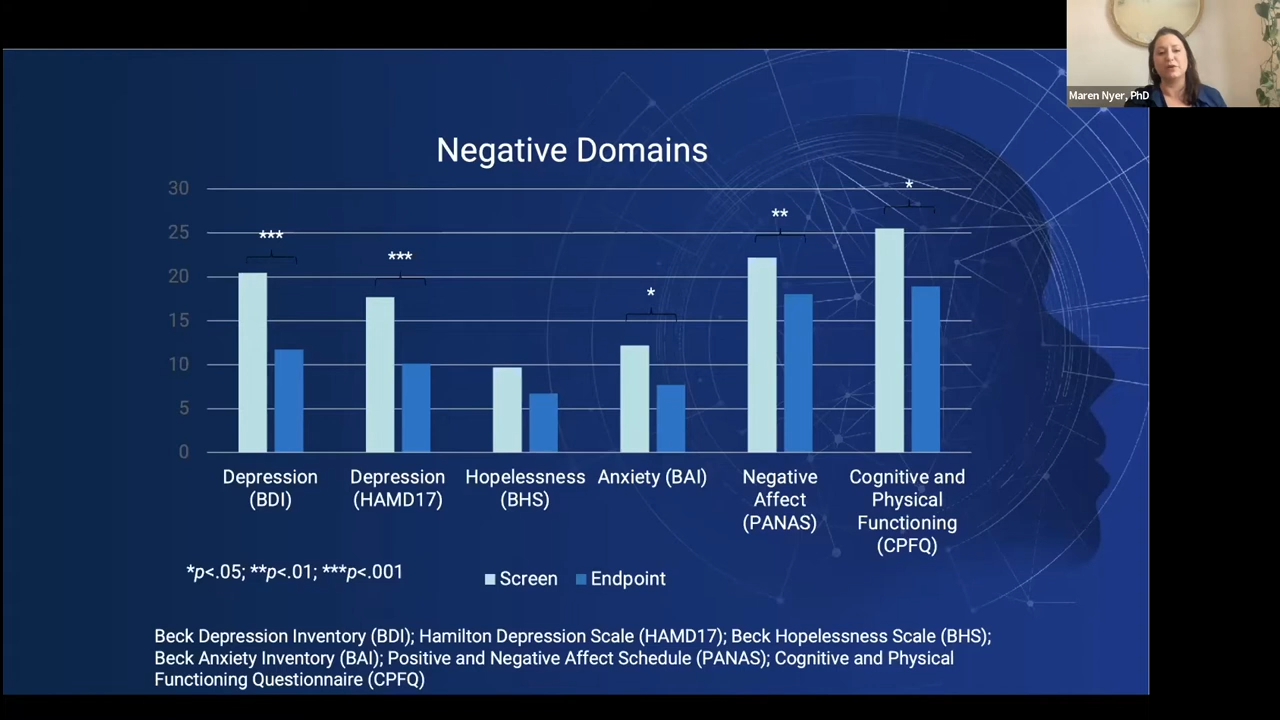 Maren Nyer, PhD
Negative Domains
30
25
20
15
10
5
0
***
***
*
**
*
Depression
(BDI)
Depression
(HAMD17)
Hopelessness
(BHS)
Anxiety (BAI)
Negative
Affect
(PANAS)
Cognitive and
Physical
Functioning
(CPFQ)
*p<.05; **p<.01; ***p<.001
Screen Endpoint
Beck Depression Inventory (BDI); Hamilton Depression Scale (HAMD17); Beck Hopelessness Scale (BHS);
Beck Anxiety Inventory (BAI); Positive and Negative Affect Schedule (PANAS); Cognitive and Physical
Functioning Questionnaire (CPFQ)